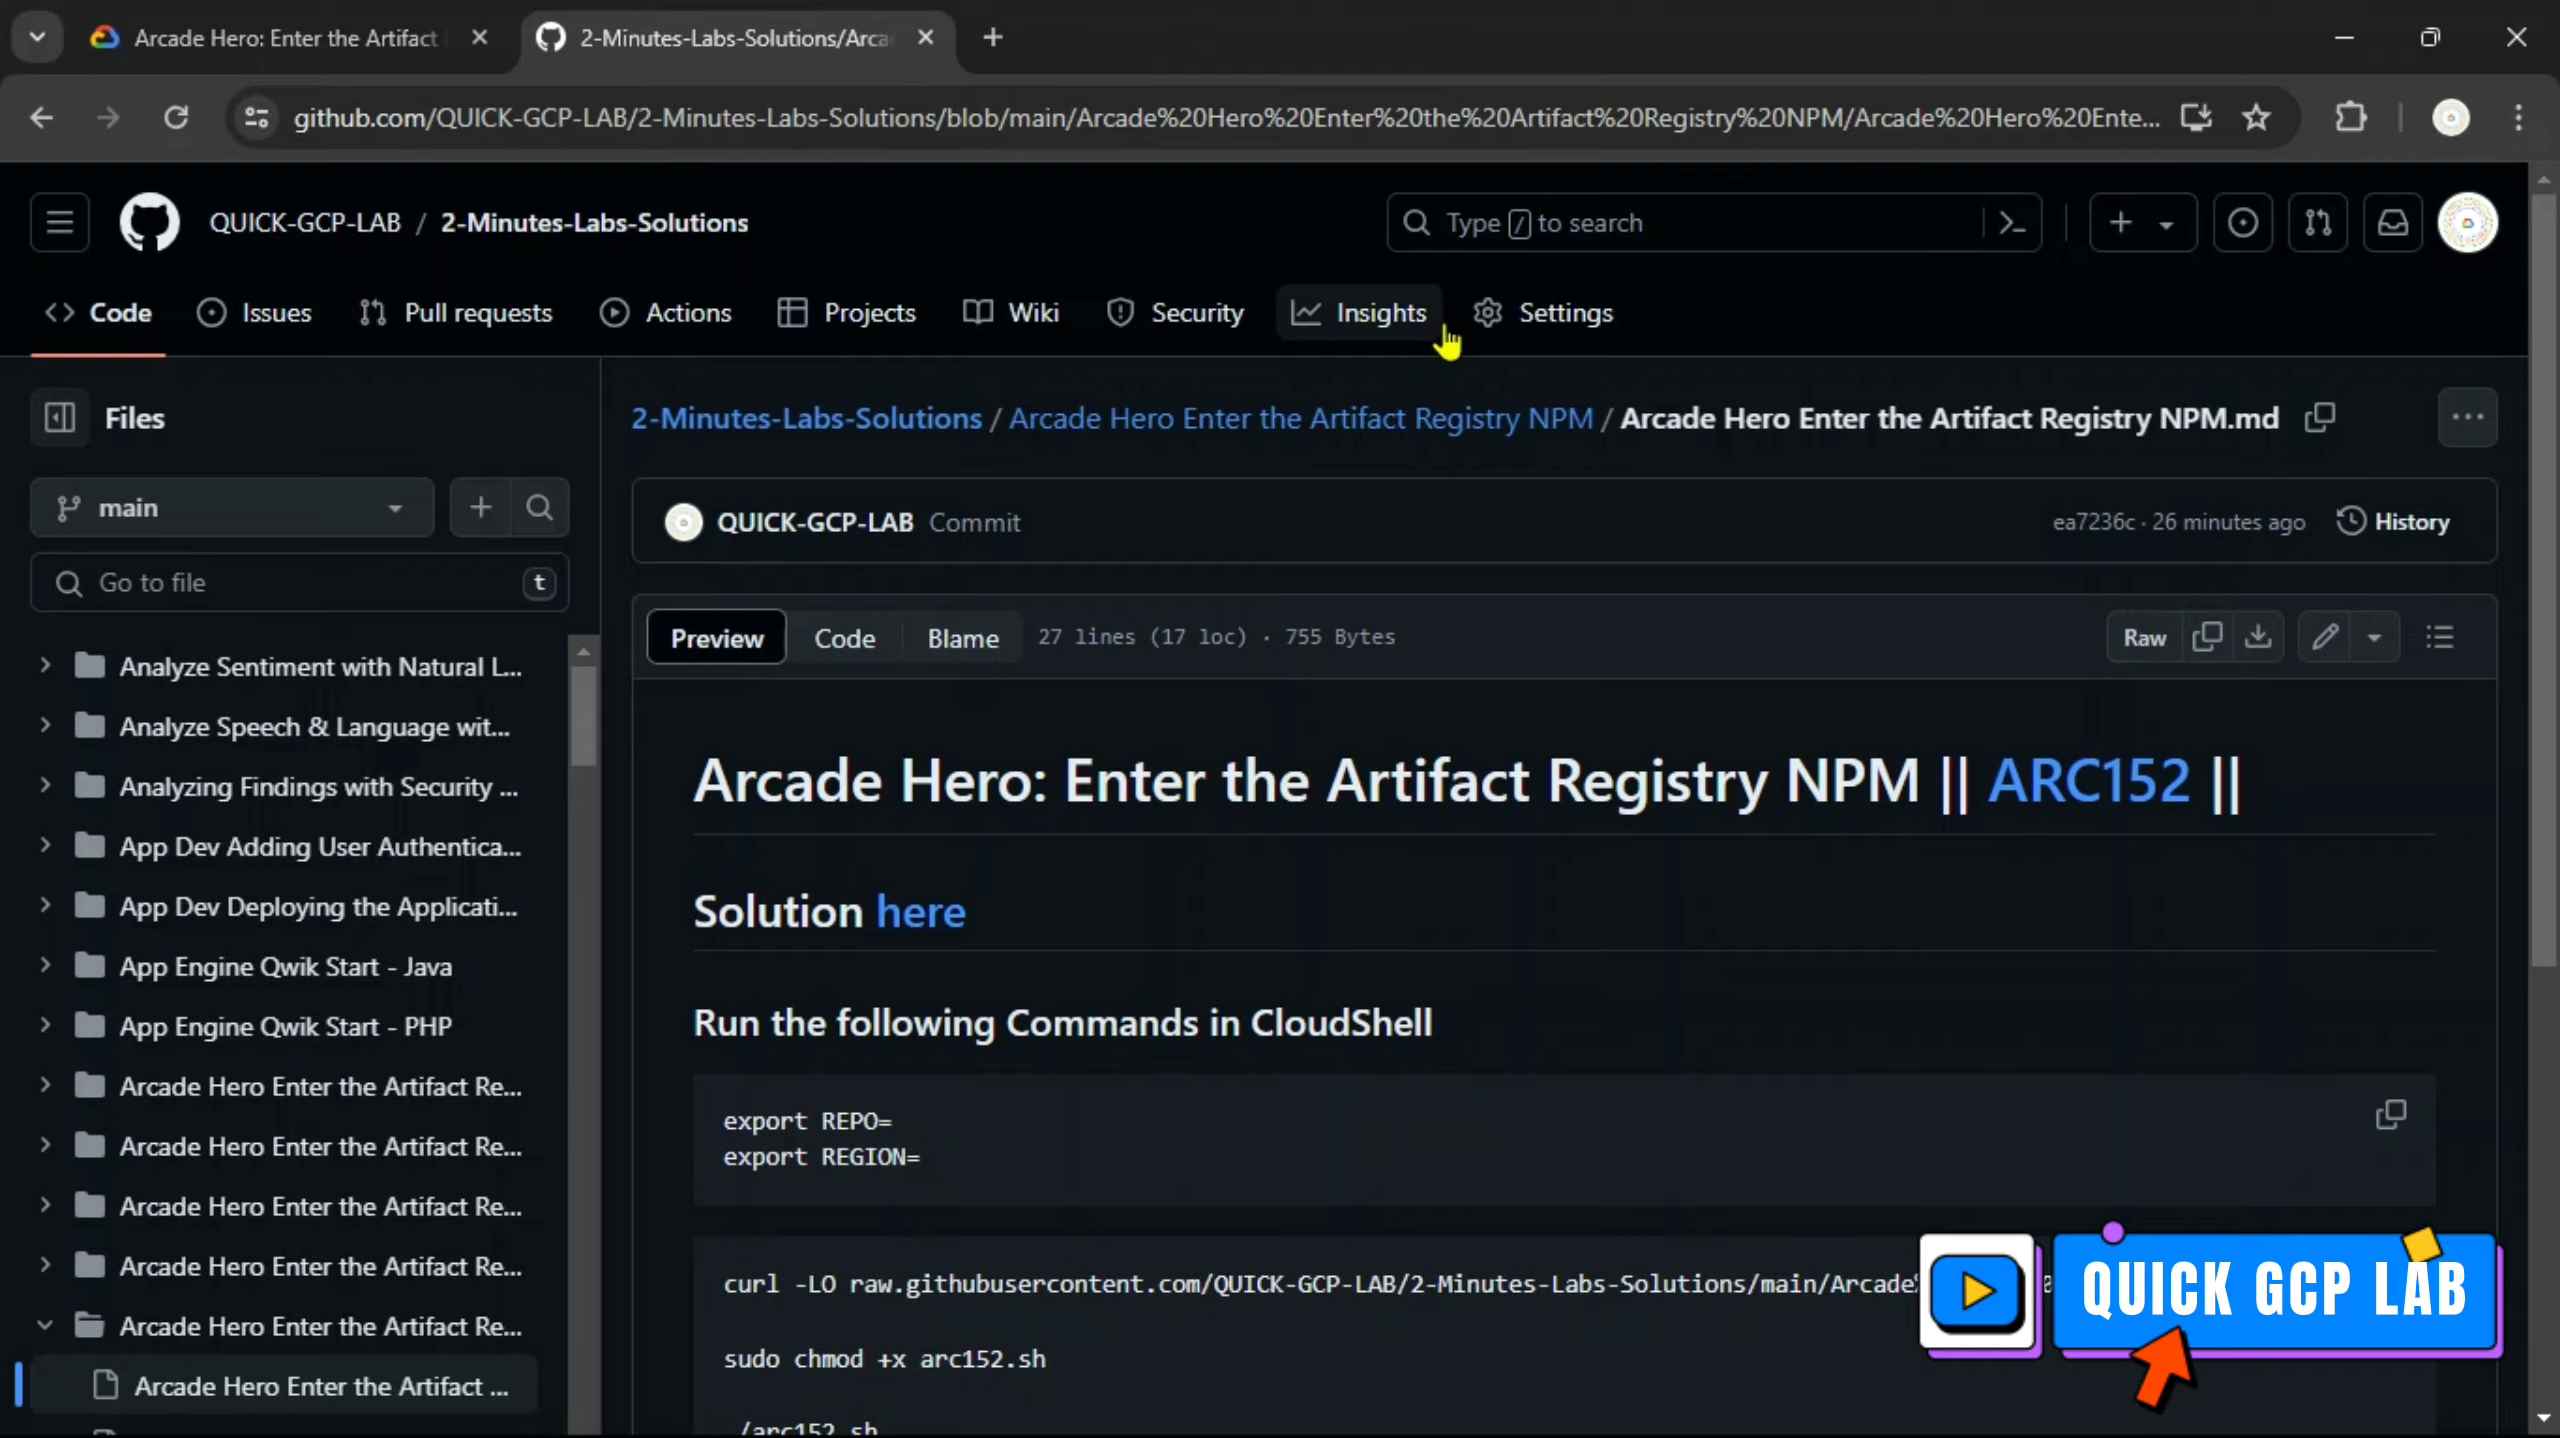 Arcade Hero: Enter the Artifact
2-Minutes-Labs-Solutions/Arca
github.com/QUICK-GCP-LAB/2-Minutes-Labs-Solutions/blob/main/Arcade%20Hero%20Enter%20the%20Artifact%20Registry%20NPM/Arcade%20Hero%20Ente...
QUICK-GCP-LAB / 2-Minutes-Labs-Solutions
Type / to search
Code Issues Pull requests Actions Projects Wiki Security Insights Settings
Files
main
Go to file t
Analyze Sentiment with Natural L...
Analyze Speech & Language wit...
Analyzing Findings with Security ...
App Dev Adding User Authentica...
App Dev Deploying the Applicati...
App Engine Qwik Start - Java
App Engine Qwik Start - PHP
Arcade Hero Enter the Artifact Re...
Arcade Hero Enter the Artifact Re...
Arcade Hero Enter the Artifact Re...
Arcade Hero Enter the Artifact Re...
Arcade Hero Enter the Artifact Re...
Arcade Hero Enter the Artifact ...
2-Minutes-Labs-Solutions / Arcade Hero Enter the Artifact Registry NPM / Arcade Hero Enter the Artifact Registry NPM.md
QUICK-GCP-LAB Commit
ea7236c · 26 minutes ago History
Preview Code Blame 27 lines (17 loc) · 755 Bytes
Raw
Arcade Hero: Enter the Artifact Registry NPM || ARC152 ||
Solution here
Run the following Commands in CloudShell
export REPO=
export REGION=
curl -LO raw.githubusercontent.com/QUICK-GCP-LAB/2-Minutes-Labs-Solutions/main/Arcade%
sudo chmod +x arc152.sh
./arc152.sh
QUICK GCP LAB